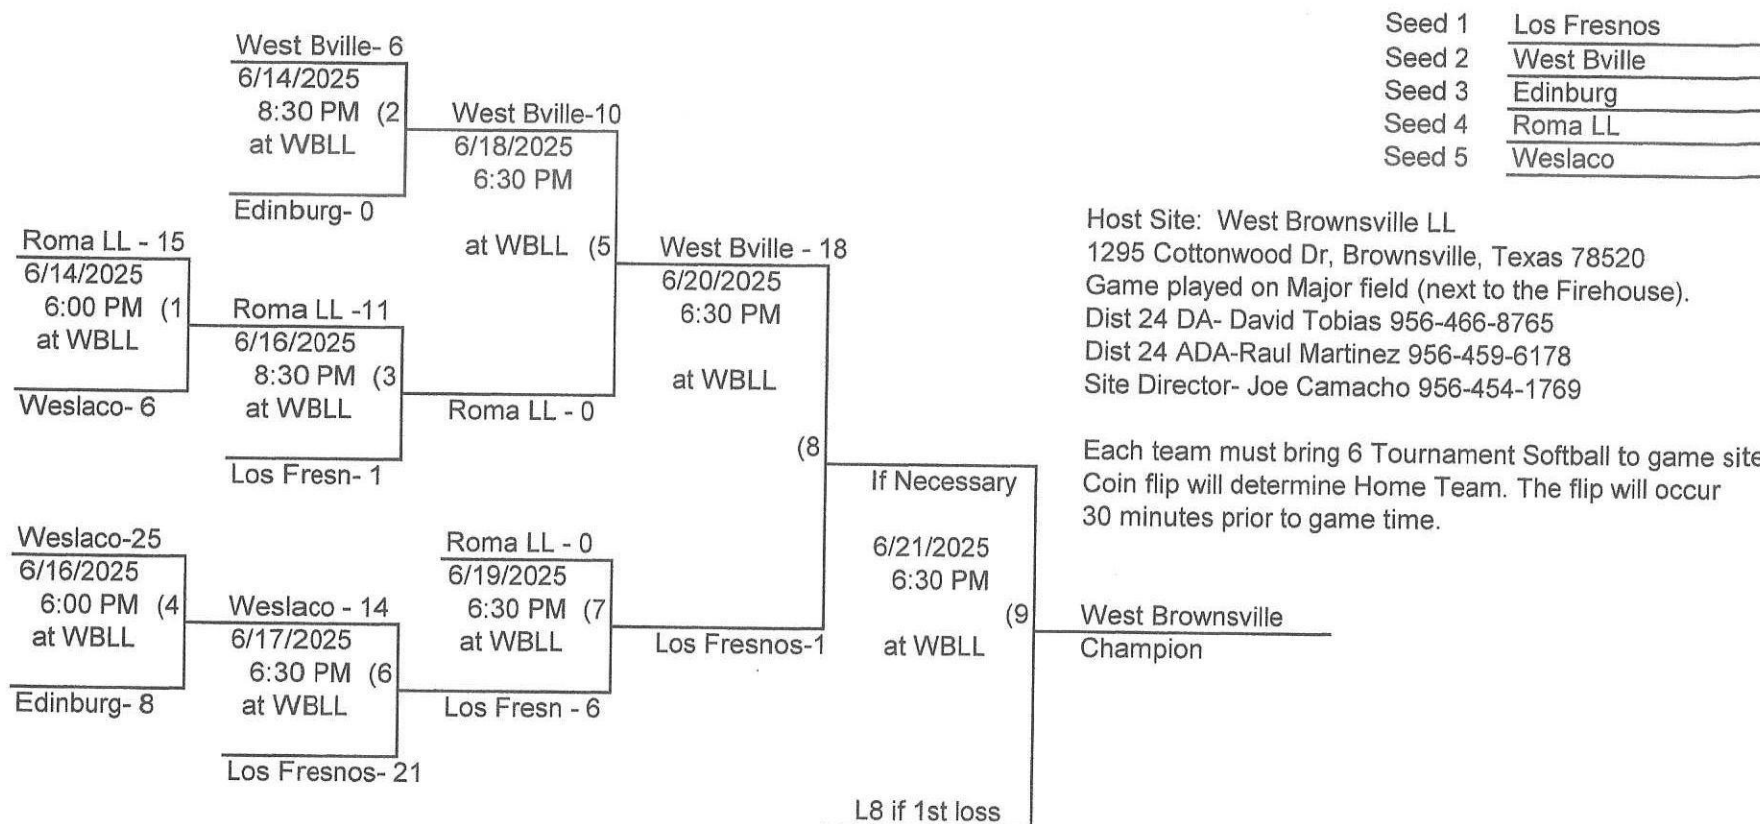 Seed 1 Los Fresnos
Seed 2 West Bville
Seed 3 Edinburg
Seed 4 Roma LL
Seed 5 Weslaco
West Bville- 6
6/14/2025
8:30 PM (2
at WBLL
Edinburg- 0
West Bville-10
6/18/2025
6:30 PM
at WBLL (5
Roma LL - 0
Roma LL - 15
6/14/2025
6:00 PM (1
at WBLL
Weslaco- 6
Roma LL -11
6/16/2025
8:30 PM (3
at WBLL
Los Fresn- 1
West Bville - 18
6/20/2025
6:30 PM
at WBLL
(8
Los Fresnos-1
Weslaco-25
6/16/2025
6:00 PM (4
at WBLL
Edinburg- 8
Weslaco - 14
6/17/2025
6:30 PM (6
at WBLL
Los Fresnos- 21
Roma LL - 0
6/19/2025
6:30 PM (7
at WBLL
Los Fresn - 6
If Necessary
6/21/2025
6:30 PM
(9
at WBLL
L8 if 1st loss
West Brownsville
Champion
Host Site: West Brownsville LL
1295 Cottonwood Dr, Brownsville, Texas 78520
Game played on Major field (next to the Firehouse).
Dist 24 DA- David Tobias 956-466-8765
Dist 24 ADA-Raul Martinez 956-459-6178
Site Director- Joe Camacho 956-454-1769
Each team must bring 6 Tournament Softball to game site
Coin flip will determine Home Team. The flip will occur
30 minutes prior to game time.